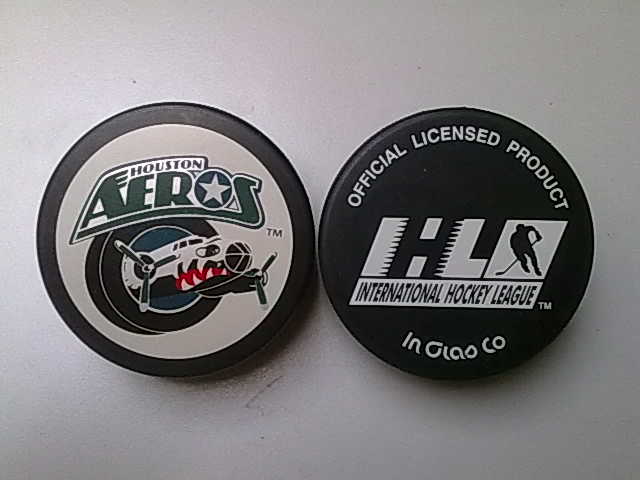 HOUSTON
AEROS
TM
OFFICIAL LICENSED PRODUCT
IHL
INTERNATIONAL HOCKEY LEAGUE
TM
In Glas Co